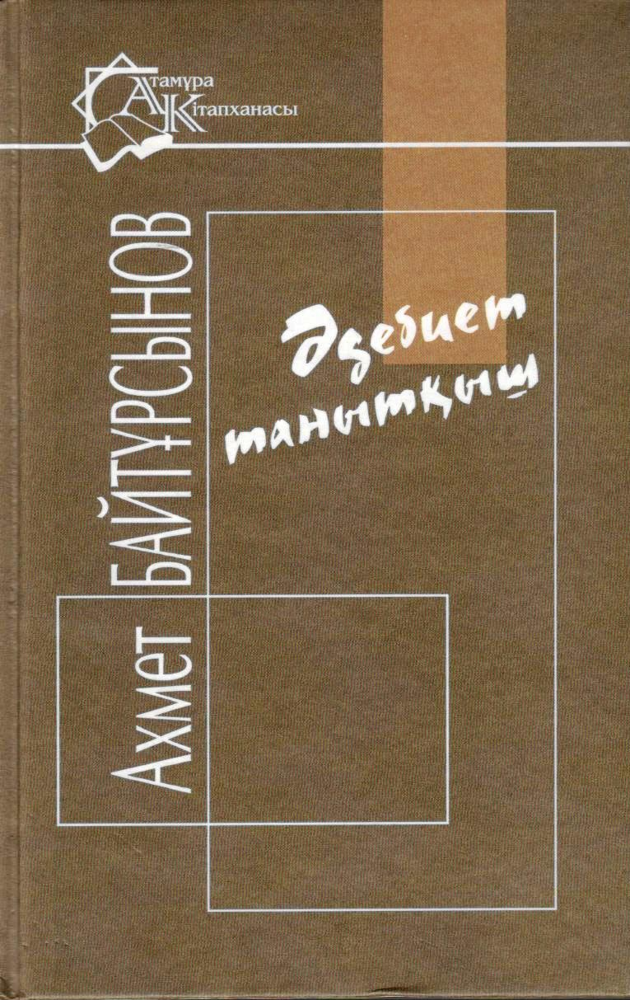 Атамұра
Кітапханасы
Ахмет БАЙТҰРСЫНОВ
Әдебиет
танытқыш